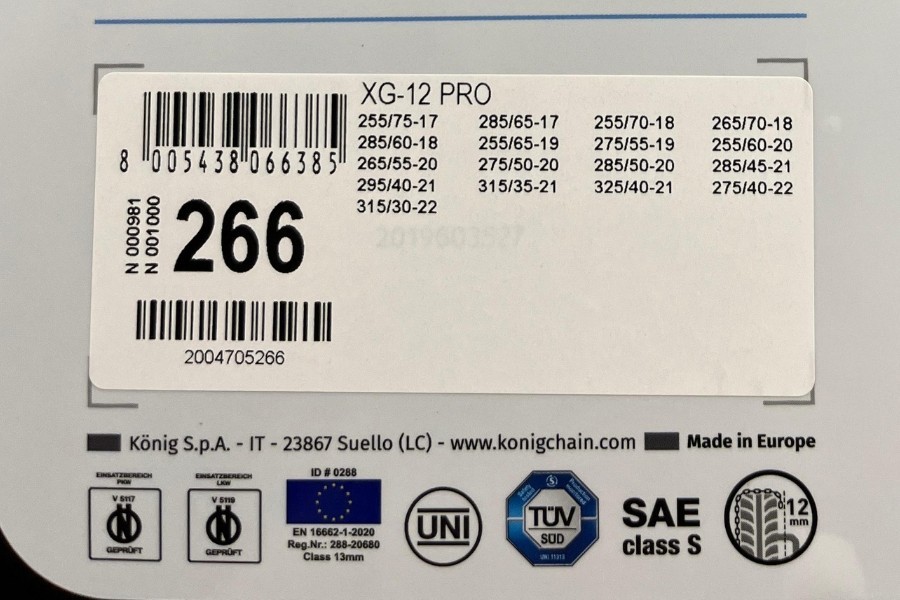 XG-12 PRO
255/75-17 285/65-17 255/70-18 265/70-18
285/60-18 255/65-19 275/55-19 255/60-20
265/55-20 275/50-20 285/50-20 285/45-21
295/40-21 315/35-21 325/40-21 275/40-22
315/30-22
8 005438 066385
N 000981
N 001000
266
2004705266
2019603527
König S.p.A. - IT - 23867 Suello (LC) - www.konigchain.com
Made in Europe
EINSATZBEREICH
PKW
V 5117
GEPRÜFT
EINSATZBEREICH
LKW
V 5119
GEPRÜFT
ID # 0288
EN 16662-1-2020
Reg.Nr.: 288-20680
Class 13mm
UNI
TÜV
SÜD
UNI 11313
SAE
class S
12
mm